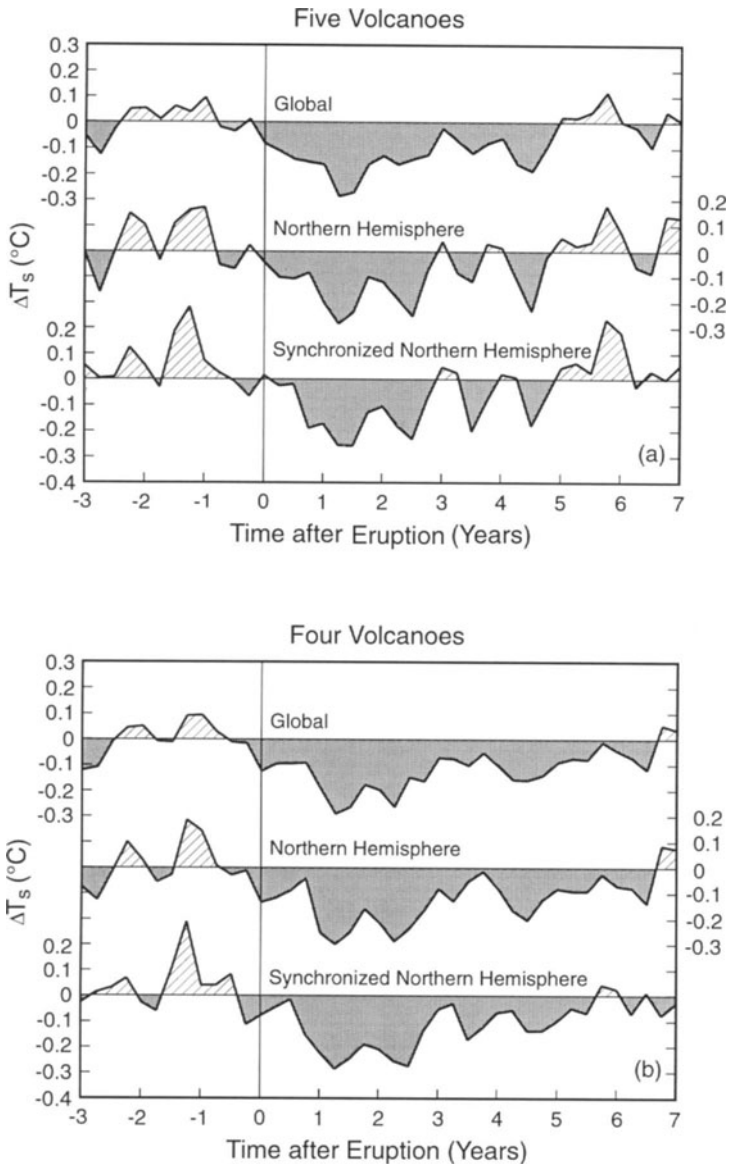 Five Volcanoes
0.3
0.2
0.1
0
-0.1
-0.2
-0.3
Global
Northern Hemisphere
0.2
0.1
0
-0.1
-0.2
-0.3
ΔTs (°C)
Synchronized Northern Hemisphere
0.2
0.1
0
-0.1
-0.2
-0.3
-0.4
(a)
-3 -2 -1 0 1 2 3 4 5 6 7
Time after Eruption (Years)
Four Volcanoes
0.3
0.2
0.1
0
-0.1
-0.2
-0.3
Global
Northern Hemisphere
0.2
0.1
0
-0.1
-0.2
-0.3
ΔTs (°C)
Synchronized Northern Hemisphere
0.2
0.1
0
-0.1
-0.2
-0.3
-0.4
(b)
-3 -2 -1 0 1 2 3 4 5 6 7
Time after Eruption (Years)